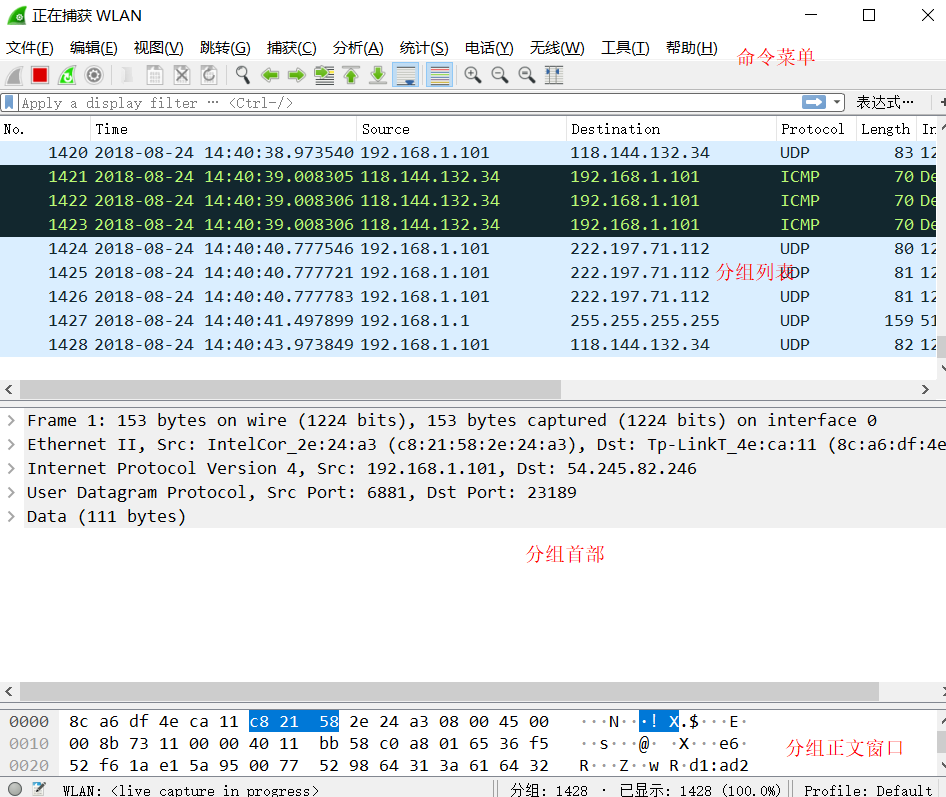 正在捕获 WLAN
文件(F) 编辑(E) 视图(V) 跳转(G) 捕获(C) 分析(A) 统计(S) 电话(Y) 无线(W) 工具(T) 帮助(H)
命令菜单
Apply a display filter … <Ctrl-/> 表达式… +
No. Time Source Destination Protocol Length In
1420 2018-08-24 14:40:38.973540 192.168.1.101 118.144.132.34 UDP 83 12
1421 2018-08-24 14:40:39.008305 118.144.132.34 192.168.1.101 ICMP 70 De
1422 2018-08-24 14:40:39.008306 118.144.132.34 192.168.1.101 ICMP 70 De
1423 2018-08-24 14:40:39.008306 118.144.132.34 192.168.1.101 ICMP 70 De
1424 2018-08-24 14:40:40.777546 192.168.1.101 222.197.71.112 UDP 80 12
1425 2018-08-24 14:40:40.777721 192.168.1.101 222.197.71.112 UDP 81 12
分组列表
1426 2018-08-24 14:40:40.777783 192.168.1.101 222.197.71.112 UDP 81 12
1427 2018-08-24 14:40:41.497899 192.168.1.1 255.255.255.255 UDP 159 51
1428 2018-08-24 14:40:43.973849 192.168.1.101 118.144.132.34 UDP 82 12
Frame 1: 153 bytes on wire (1224 bits), 153 bytes captured (1224 bits) on interface 0
Ethernet II, Src: IntelCor_2e:24:a3 (c8:21:58:2e:24:a3), Dst: Tp-LinkT_4e:ca:11 (8c:a6:df:4e
Internet Protocol Version 4, Src: 192.168.1.101, Dst: 54.245.82.246
User Datagram Protocol, Src Port: 6881, Dst Port: 23189
Data (111 bytes)
分组首部
0000 8c a6 df 4e ca 11 c8 21 58 2e 24 a3 08 00 45 00 ···N···! X.$···E·
0010 00 8b 73 11 00 00 40 11 bb 58 c0 a8 01 65 36 f5 ··s···@· ·X···e6·
分组正文窗口
0020 52 f6 1a e1 5a 95 00 77 52 98 64 31 3a 61 64 32 R···Z··w R·d1:ad2
WLAN: <live capture in progress> 分组: 1428 · 已显示: 1428 (100.0%) Profile: Default